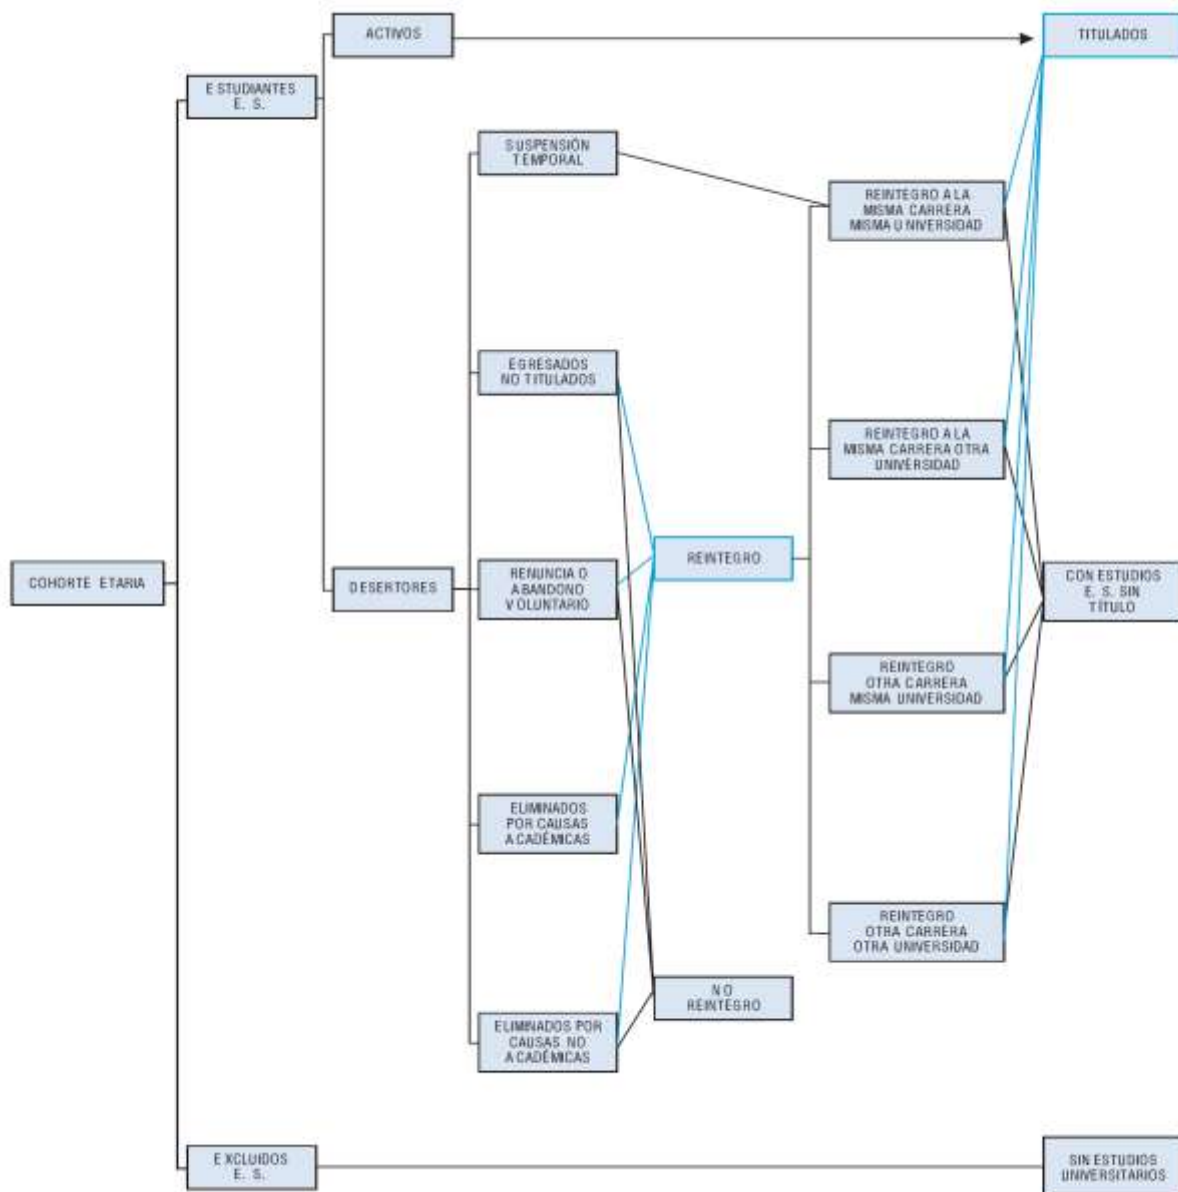 ACTIVOS
TITULADOS
ESTUDIANTES
E. S.
SUSPENSIÓN
TEMPORAL
REINTEGRO A LA
MISMA CARRERA
MISMA UNIVERSIDAD
EGRESADOS
NO TITULADOS
REINTEGRO A LA
MISMA CARRERA OTRA
UNIVERSIDAD
COHORTE ETARIA
DESERTORES
RENUNCIA O
ABANDONO
VOLUNTARIO
REINTEGRO
CON ESTUDIOS
E. S. SIN
TÍTULO
REINTEGRO
OTRA CARRERA
MISMA UNIVERSIDAD
ELIMINADOS
POR CAUSAS
ACADÉMICAS
REINTEGRO
OTRA CARRERA
OTRA UNIVERSIDAD
NO
REINTEGRO
ELIMINADOS POR
CAUSAS NO
ACADÉMICAS
EXCLUIDOS
E. S.
SIN ESTUDIOS
UNIVERSITARIOS